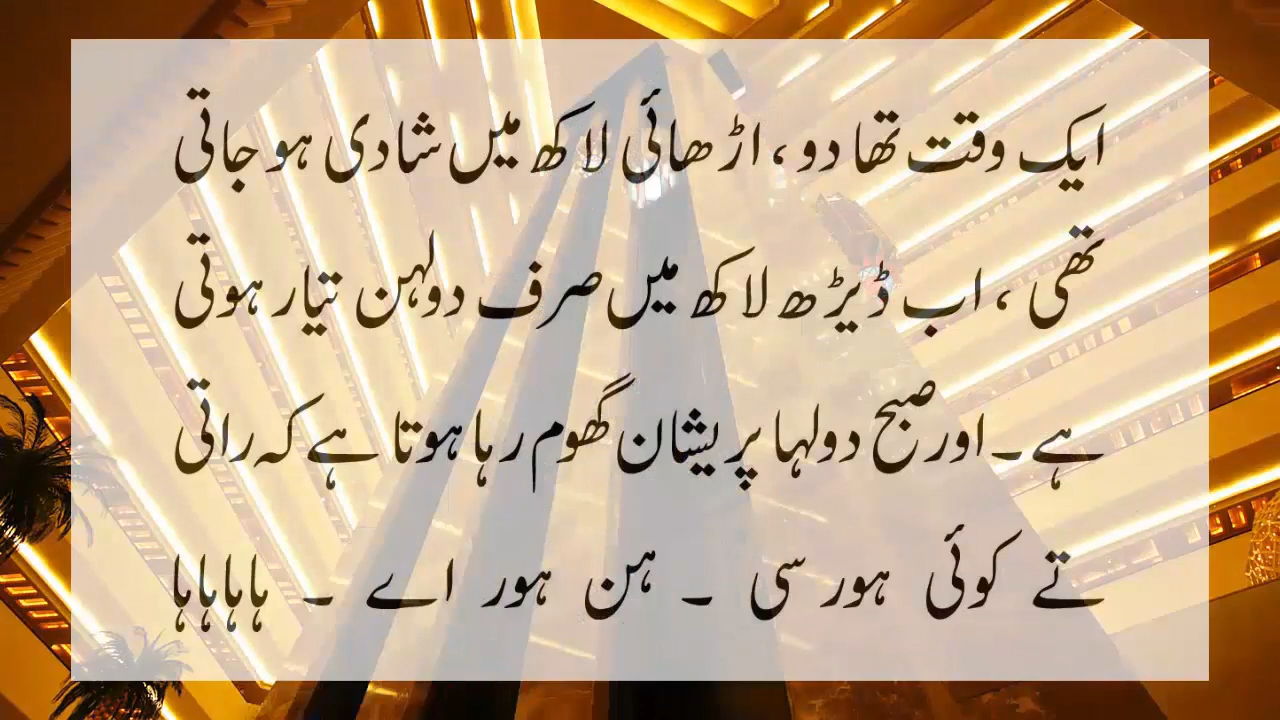 ایک وقت تھا دو، اڑھائی لاکھ میں شادی ہو جاتی
تھی، اب ڈیڑھ لاکھ میں صرف دولہن تیار ہوتی
ہے۔ اور صبح دولہا پریشان گھوم رہا ہوتا ہے کہ راتی
تے کوئی ہور سی ۔ ہن ہور اے ۔ ہاہاہاہا